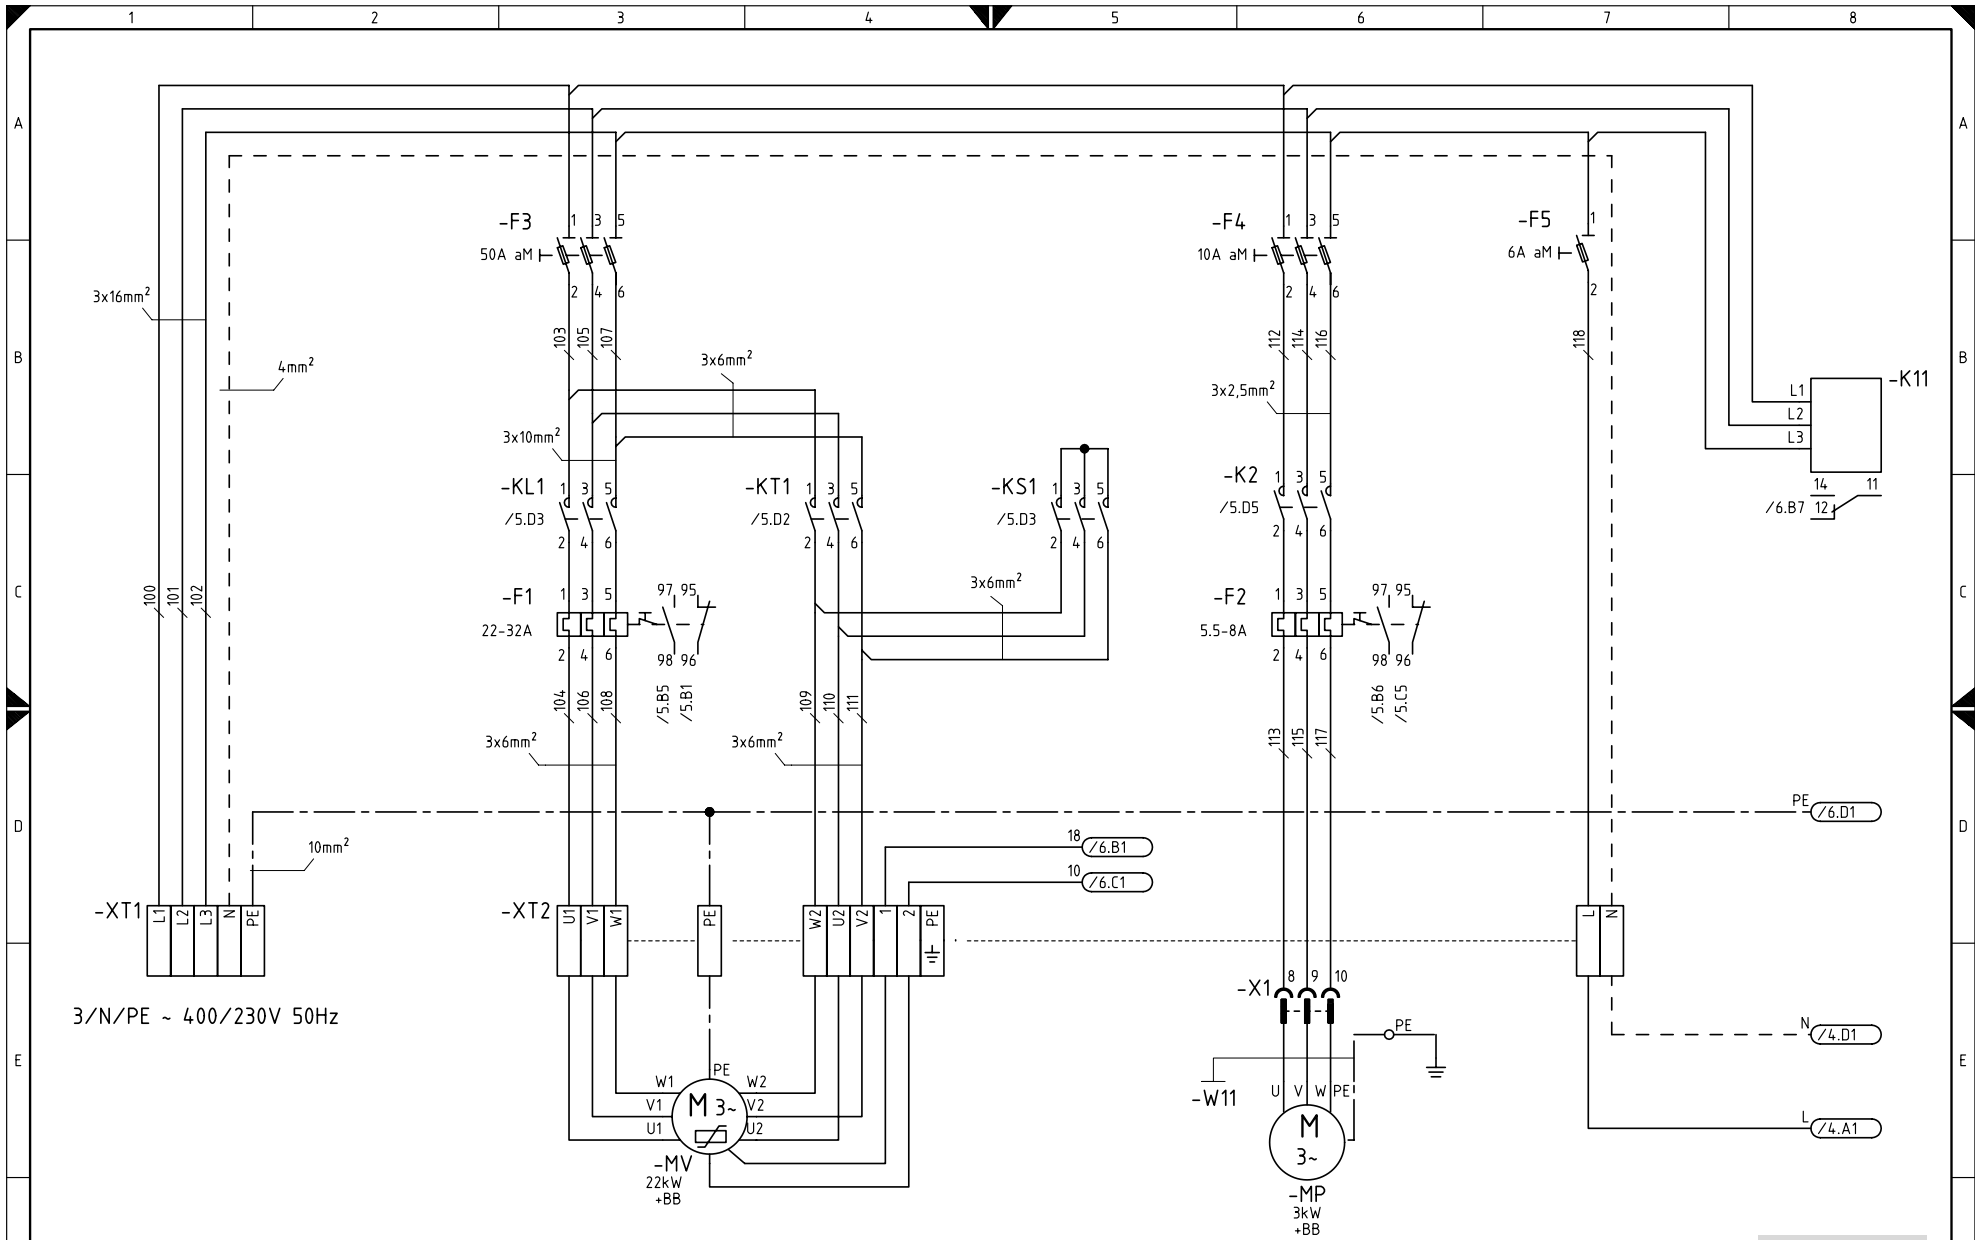 1 2 3 4 5 6 7 8
A A
-F3 1 3 5
-F4 1 3 5
-F5 1
50A aM
10A aM
6A aM
2 4 6
2 4 6
2
3x16mm²
103 105 107
112 114 116
118
B B
4mm²
3x6mm²
3x2,5mm²
-K11
L1
L2
L3
3x10mm²
-KL1 1 3 5
-KT1 1 3 5
-KS1 1 3 5
-K2 1 3 5
14 11
/5.D3
/5.D2
/5.D3
/5.D5
/6.B7 12
2 4 6
2 4 6
2 4 6
2 4 6
3x6mm²
C C
100 101 102
-F1 1 3 5
97 95
-F2 1 3 5
97 95
22-32A
5.5-8A
2 4 6
98 96
2 4 6
98 96
/5.B5 /5.B1
/5.B6 /5.C5
104 106 108
109 110 111
113 115 117
3x6mm²
3x6mm²
PE /6.D1
D D
10mm²
18 /6.B1
10 /6.C1
-XT1 L1 L2 L3 N PE
-XT2 U1 V1 W1
PE
W2 U2 V2 1 2 PE
L N
-X1 8 9 10
3/N/PE ~ 400/230V 50Hz
PE
N /4.D1
E E
PE
W1 W2
V1 V2
U1 U2
M 3~
-W11
U V W PE
M
3~
L /4.A1
-MV
22kW
+BB
-MP
3kW
+BB